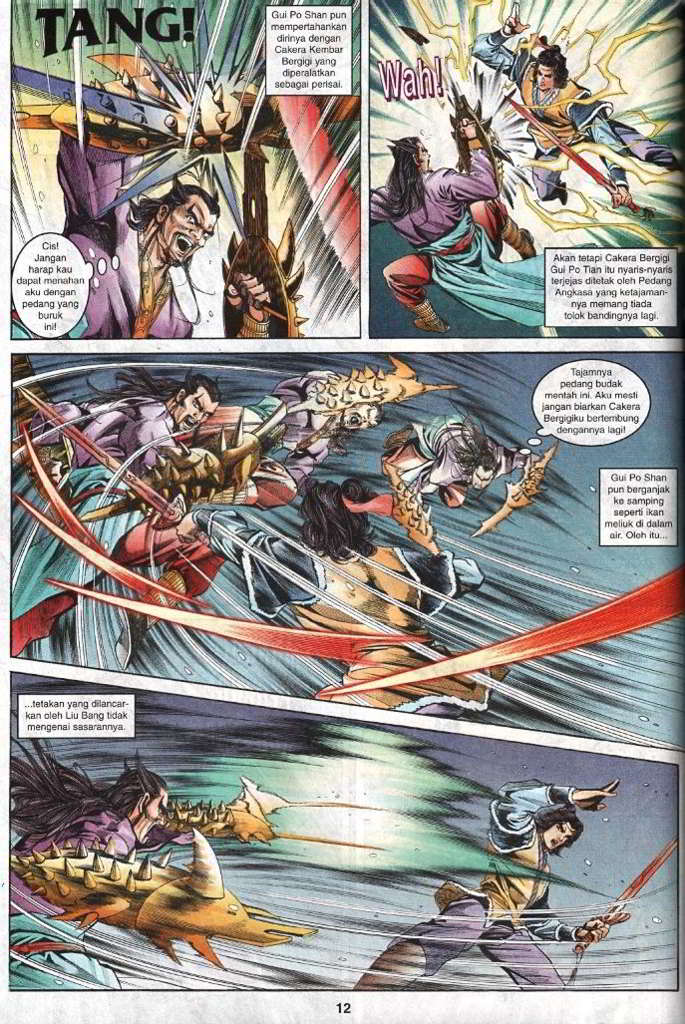 TANG!
Gui Po Shan pun
mempertahankan
dirinya dengan
Cakera Kembar
Bergigi yang
diperalatkan
sebagai perisai.
Cis!
Jangan
harap kau
dapat menahan
aku dengan
pedang yang
buruk
ini!
Wah!
Akan tetapi Cakera Bergigi
Gui Po Tian itu nyaris-nyaris
terjejas ditetak oleh Pedang
Angkasa yang ketajaman-
nya memang tiada
tolok bandingnya lagi.
Tajamnya
pedang budak
mentah ini. Aku mesti
jangan biarkan Cakera
Bergigiku bertembung
dengannya lagi!
Gui Po Shan
pun berganjak
ke samping
seperti ikan
meliuk di dalam
air. Oleh itu...
...tetakan yang dilancar-
kan oleh Liu Bang tidak
mengenai sasarannya.
12